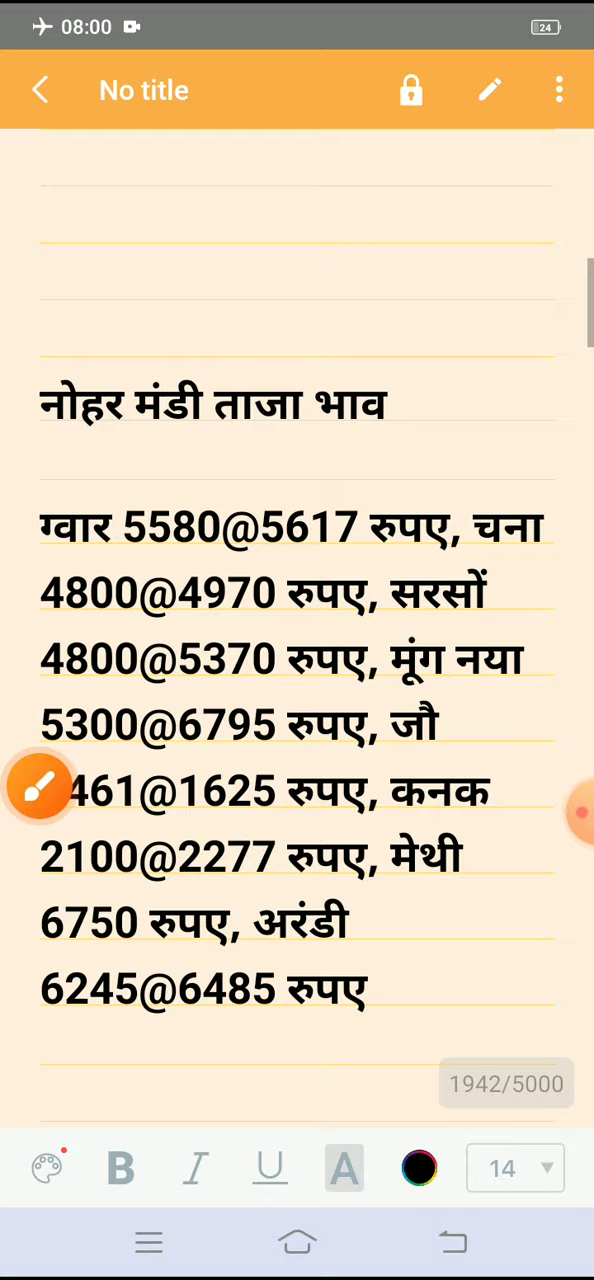 08:00
24
No title
नोहर मंडी ताजा भाव
ग्वार 5580@5617 रुपए, चना
4800@4970 रुपए, सरसों
4800@5370 रुपए, मूंग नया
5300@6795 रुपए, जौ
461@1625 रुपए, कनक
2100@2277 रुपए, मेथी
6750 रुपए, अरंडी
6245@6485 रुपए
1942/5000
B I U A 14